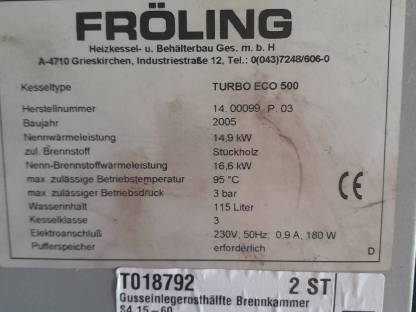 FRÖLING
Heizkessel- u. Behälterbau Ges. m. b. H
A-4710 Grieskirchen, Industriestraße 12, Tel.: 0(043)7248/606-0
Kesseltype TURBO ECO 500
Herstellnummer 14. 00099 . P. 03
Baujahr 2005
Nennwärmeleistung 14,9 kW
zul. Brennstoff Stückholz
Nenn-Brennstoffwärmeleistung 16,6 kW
max. zulässige Betriebstemperatur 95 °C
max. zulässiger Betriebsdruck 3 bar
Wasserinhalt 115 Liter
Kesselklasse 3
Elektroanschluß 230V, 50Hz, 0,9 A, 180 W
Pufferspeicher erforderlich
CE
D
T018792 2 ST
Gusseinlegerosthälfte Brennkammer
S4 15-60